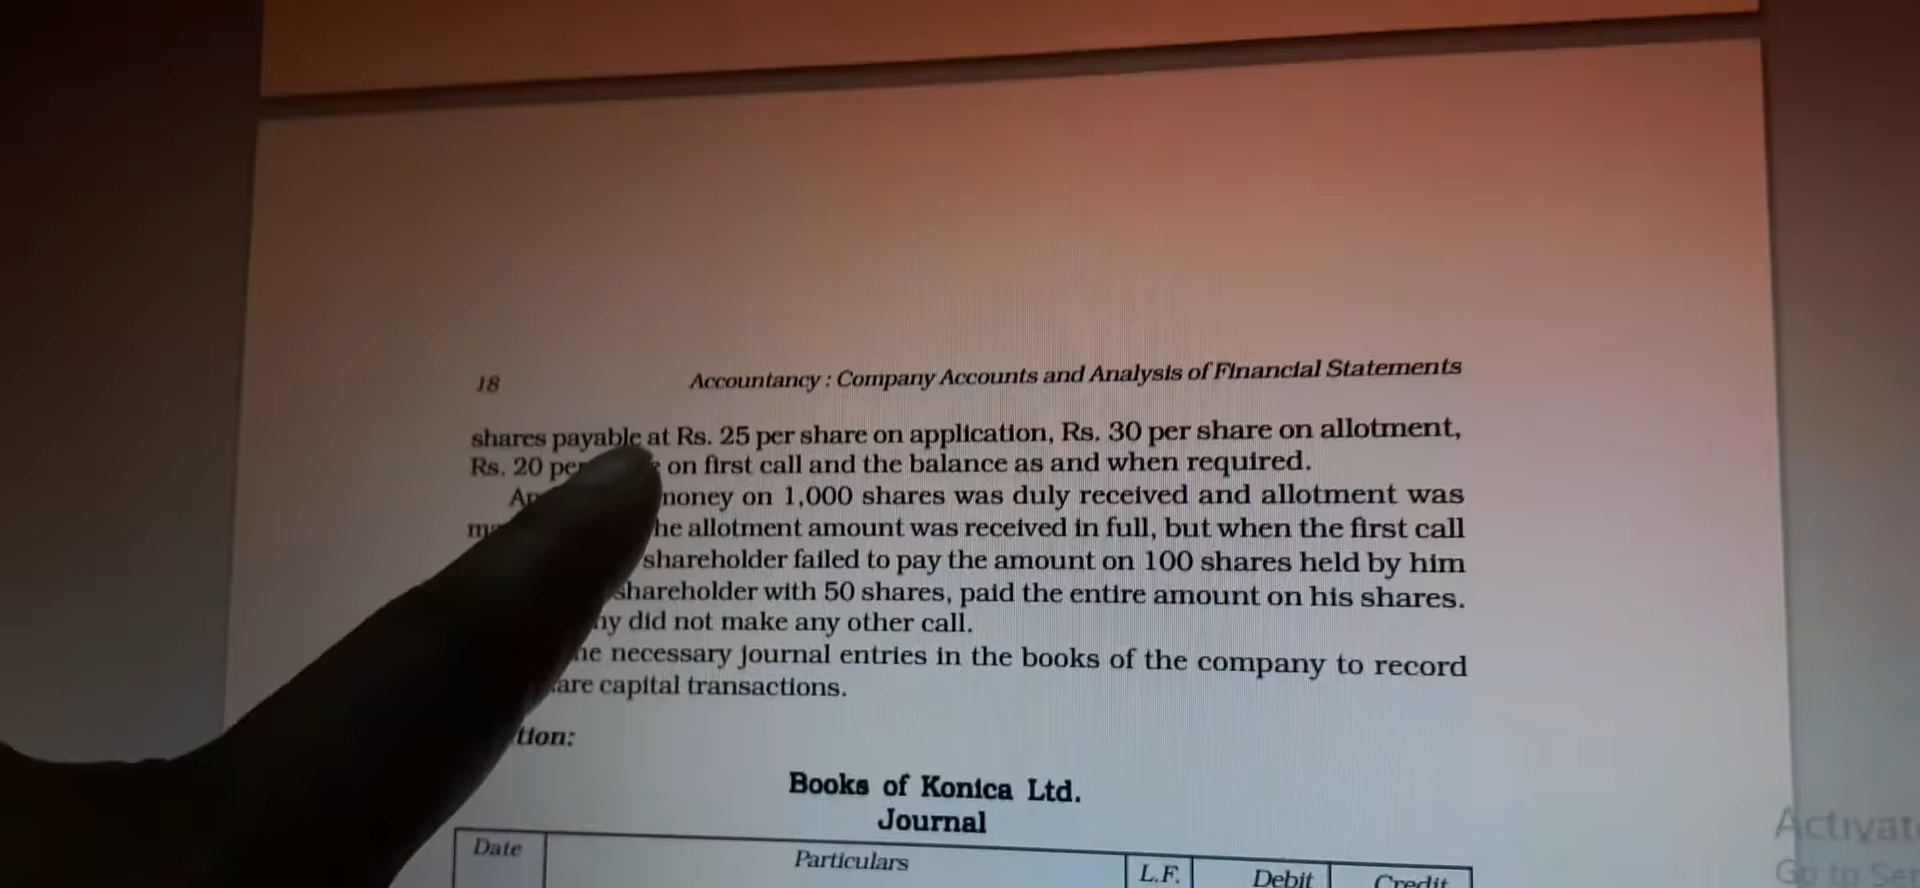 18
Accountancy : Company Accounts and Analysis of Financial Statements
shares payable at Rs. 25 per share on application, Rs. 30 per share on allotment,
Rs. 20 per on first call and the balance as and when required.
money on 1,000 shares was duly received and allotment was
allotment amount was received in full, but when the first call
shareholder failed to pay the amount on 100 shares held by him
shareholder with 50 shares, paid the entire amount on his shares.
did not make any other call.
necessary journal entries in the books of the company to record
capital transactions.
Books of Konica Ltd.
Journal
Date
Particulars
L.F.
Debit
Credit
Activate
Go to